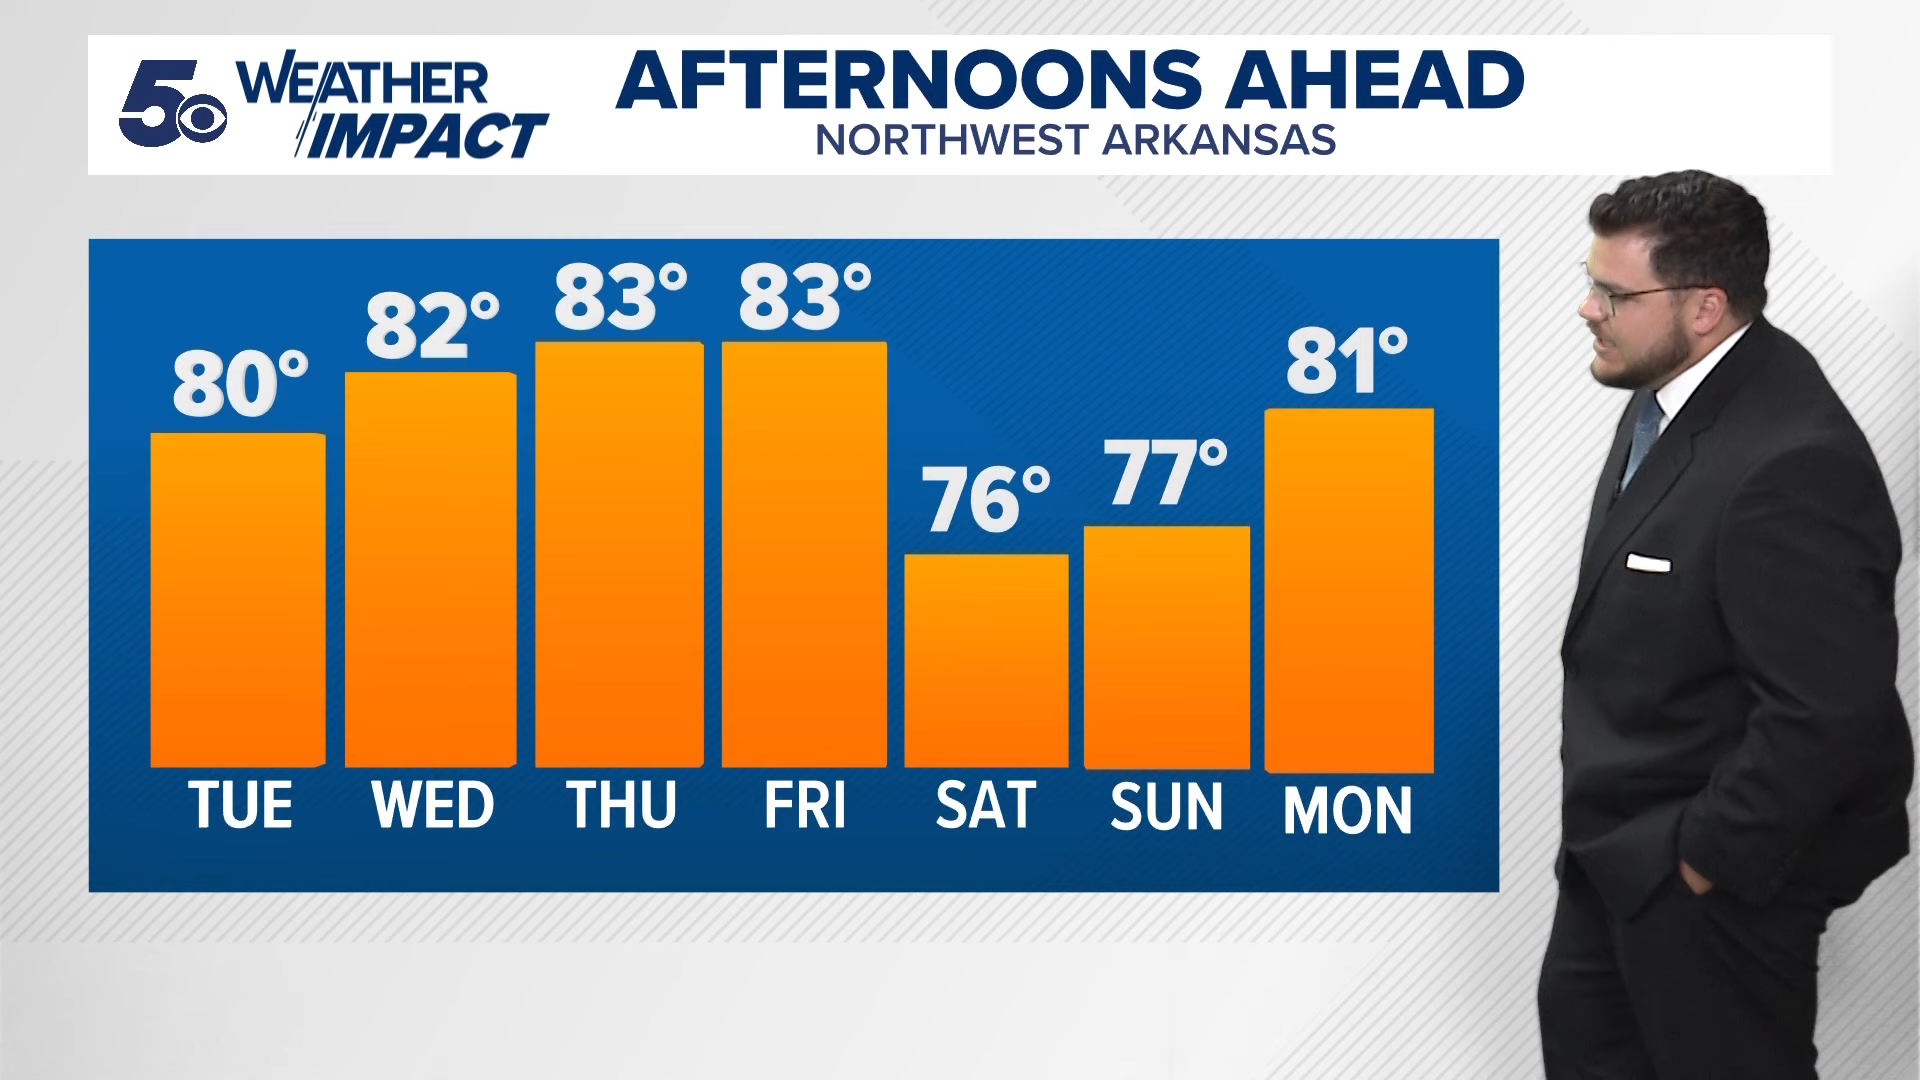 5 WEATHER IMPACT
AFTERNOONS AHEAD
NORTHWEST ARKANSAS
80° 82° 83° 83° 76° 77° 81°
TUE WED THU FRI SAT SUN MON